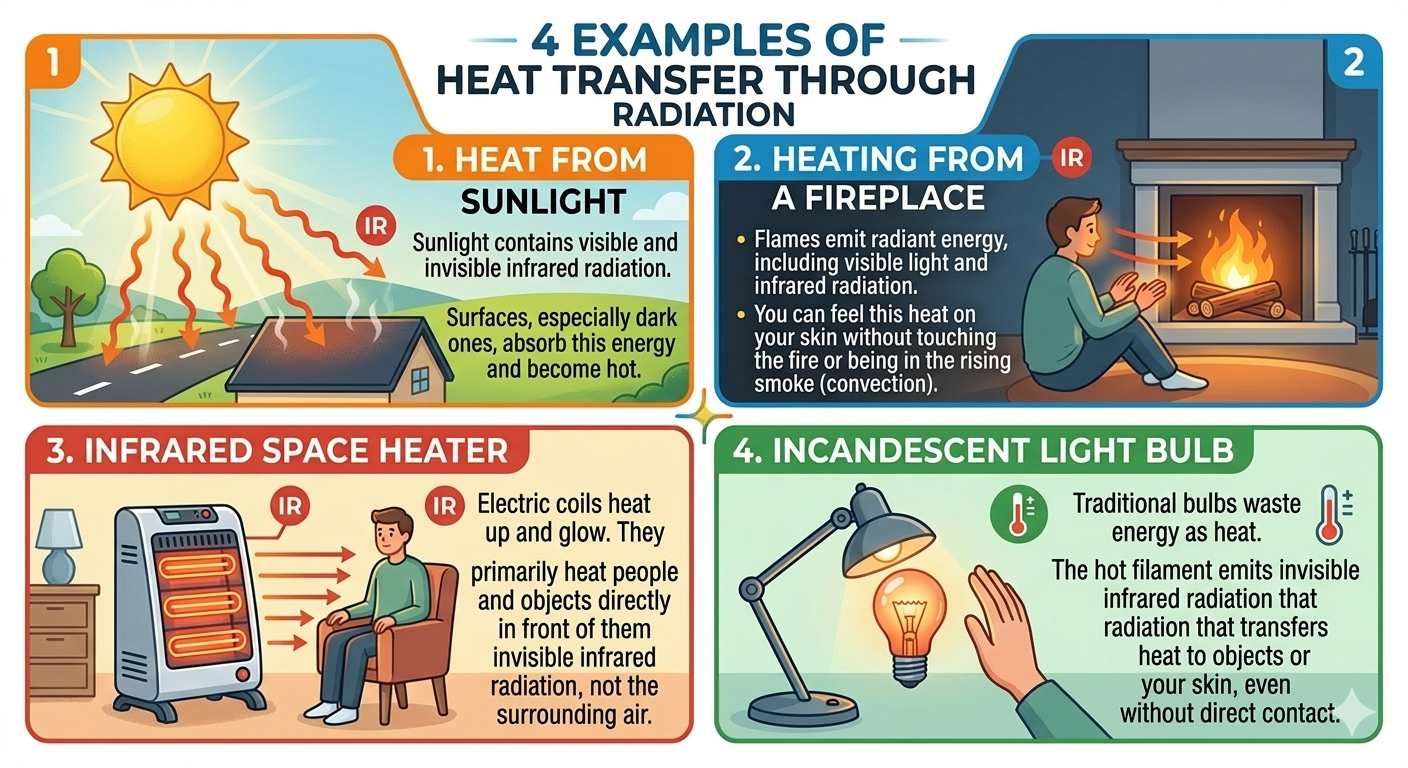 4 EXAMPLES OF
HEAT TRANSFER THROUGH
RADIATION
1
1. HEAT FROM
SUNLIGHT
IR
Sunlight contains visible and
invisible infrared radiation.
Surfaces, especially dark
ones, absorb this energy
and become hot.
2
2. HEATING FROM
A FIREPLACE
IR
• Flames emit radiant energy,
including visible light and
infrared radiation.
• You can feel this heat on
your skin without touching
the fire or being in the rising
smoke (convection).
3. INFRARED SPACE HEATER
IR
IR
Electric coils heat
up and glow. They
primarily heat people
and objects directly
in front of them
invisible infrared
radiation, not the
surrounding air.
4. INCANDESCENT LIGHT BULB
Traditional bulbs waste
energy as heat.
The hot filament emits invisible
infrared radiation that
radiation that transfers
heat to objects or
your skin, even
without direct contact.